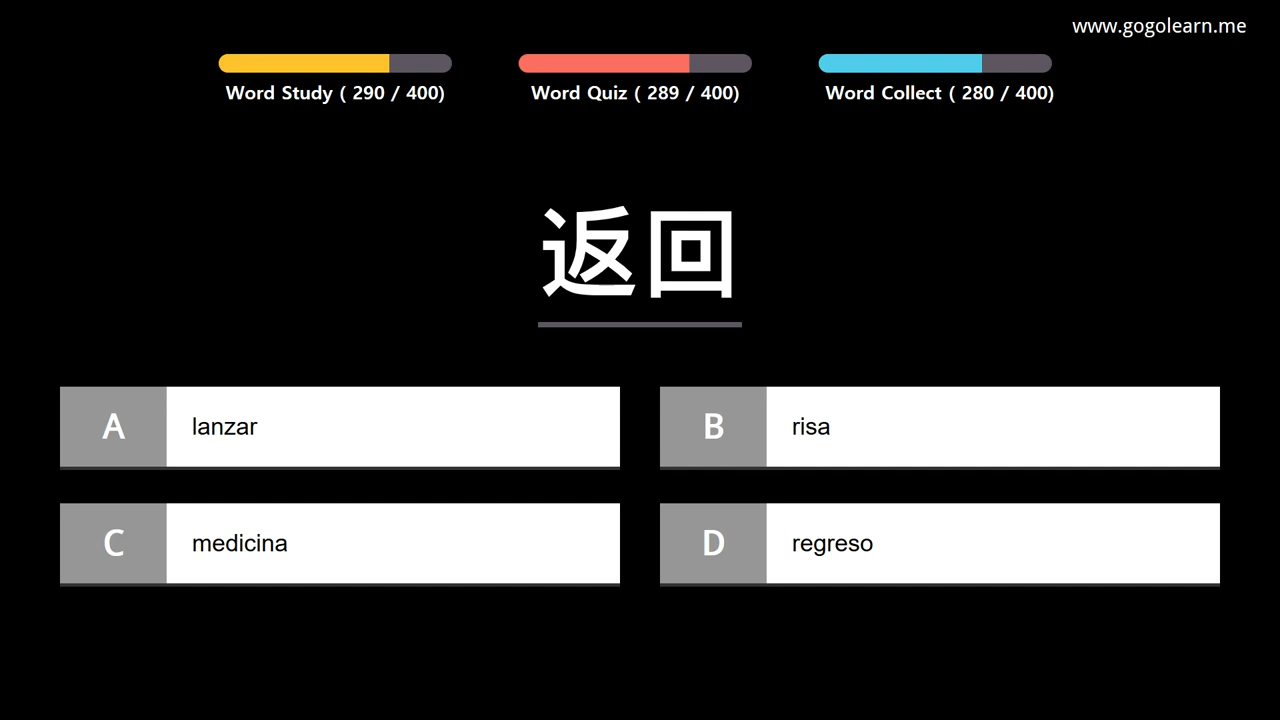 www.gogolearn.me
Word Study ( 290 / 400)
Word Quiz ( 289 / 400)
Word Collect ( 280 / 400)
返回
A
lanzar
B
risa
C
medicina
D
regreso